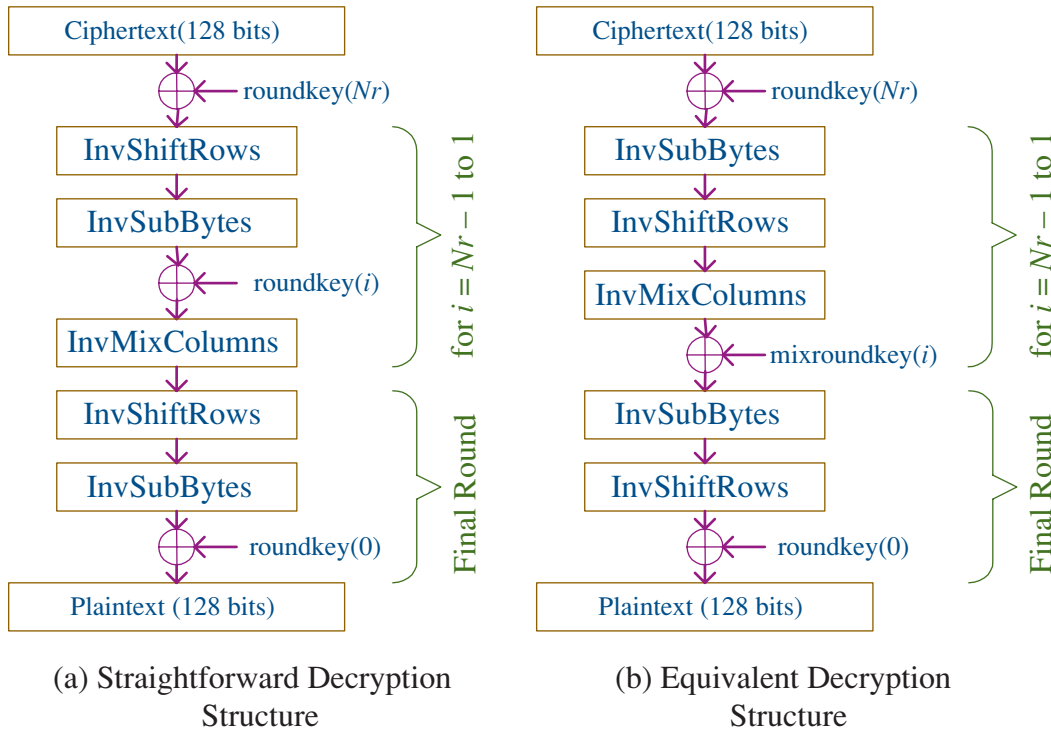 Ciphertext(128 bits)
roundkey(Nr)
InvShiftRows
InvSubBytes
roundkey(i)
InvMixColumns
for i = Nr − 1 to 1
InvShiftRows
InvSubBytes
roundkey(0)
Final Round
Plaintext (128 bits)
(a) Straightforward Decryption
Structure
Ciphertext(128 bits)
roundkey(Nr)
InvSubBytes
InvShiftRows
InvMixColumns
mixroundkey(i)
for i = Nr − 1 to 1
InvSubBytes
InvShiftRows
roundkey(0)
Final Round
Plaintext (128 bits)
(b) Equivalent Decryption
Structure